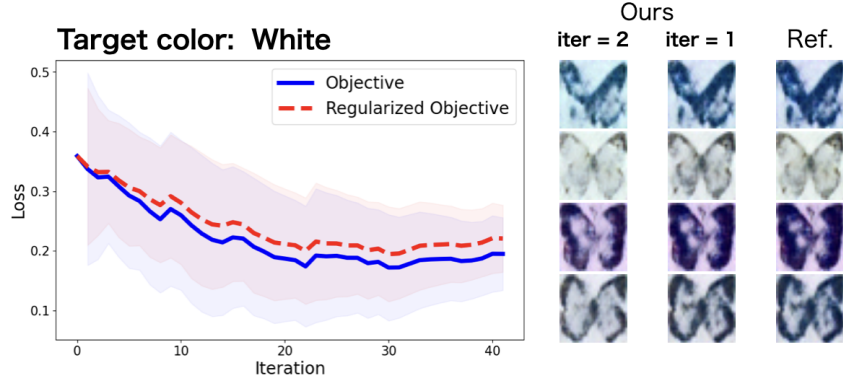 Target color: White
Ours
iter = 2
iter = 1
Ref.
0.5
0.4
0.3
0.2
0.1
Loss
Objective
Regularized Objective
0
10
20
30
40
Iteration